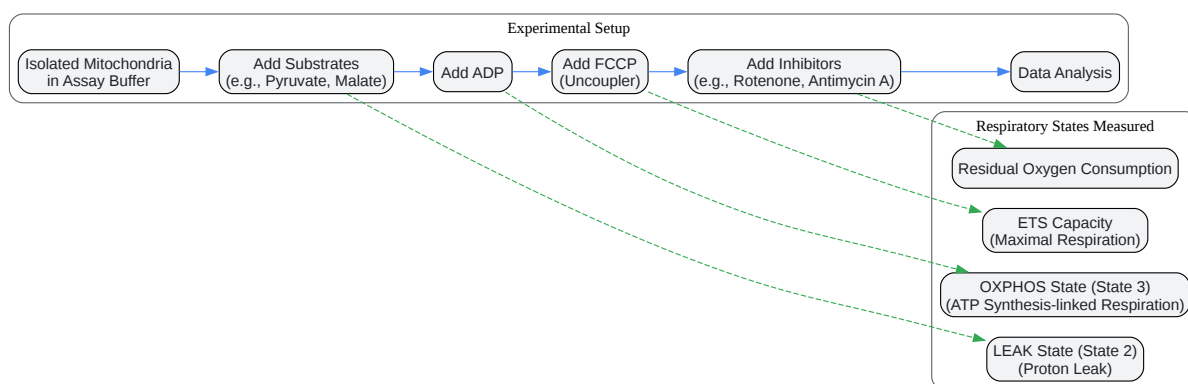 Experimental Setup
Isolated Mitochondria
in Assay Buffer
Add Substrates
(e.g., Pyruvate, Malate)
Add ADP
Add FCCP
(Uncoupler)
Add Inhibitors
(e.g., Rotenone, Antimycin A)
Data Analysis
Respiratory States Measured
Residual Oxygen Consumption
ETS Capacity
(Maximal Respiration)
OXPHOS State (State 3)
(ATP Synthesis-linked Respiration)
LEAK State (State 2)
(Proton Leak)